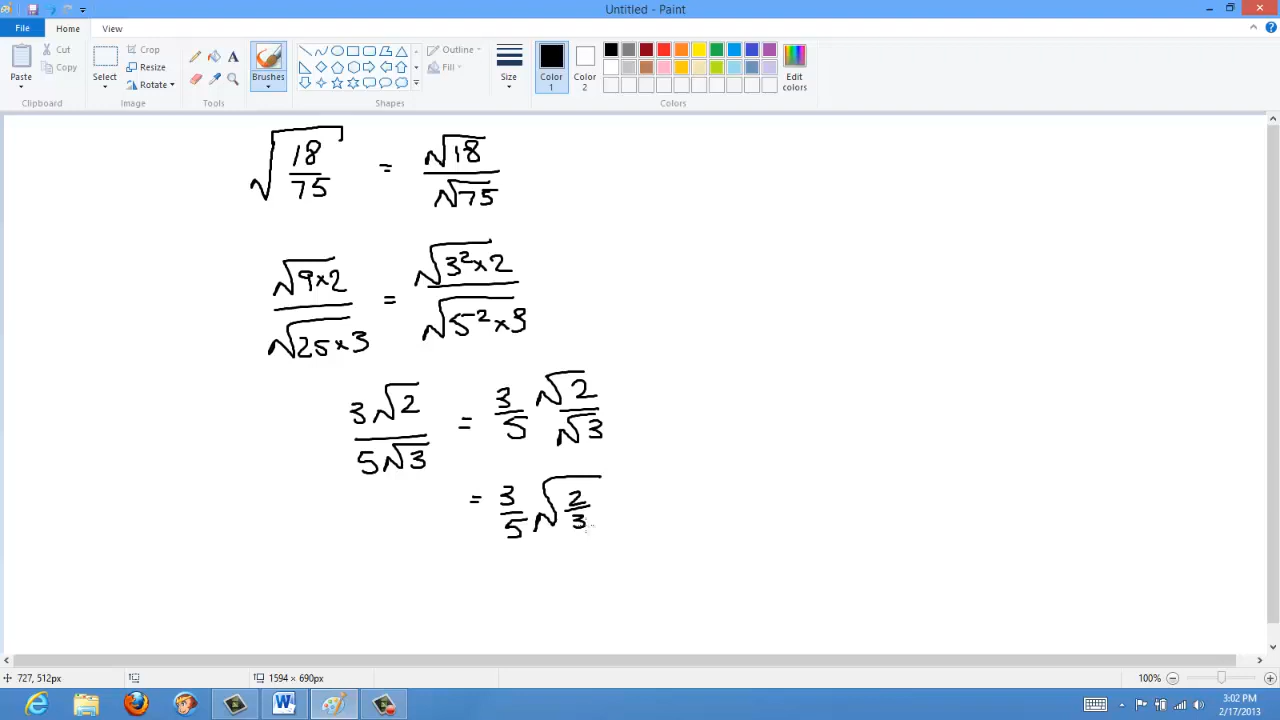 Untitled - Paint
File Home View
Paste Cut Copy
Clipboard
Select Crop Resize Rotate
Image
A
Tools
Brushes
Outline Fill
Shapes
Size
Color 1
Color 2
Edit colors
Colors
√(18/75) = √18/√75
√(9×2)/√(25×3) = √(3²×2)/√(5²×3)
3√2/5√3 = 3/5 √2/√3
= 3/5 √(2/3)
727, 512px
1594 × 690px
100%
W
3:02 PM
2/17/2013